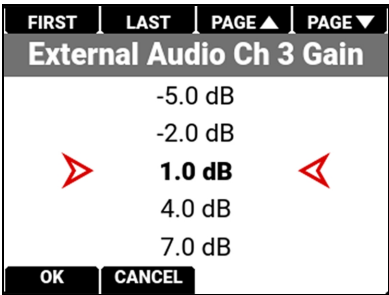 FIRST LAST PAGE▲ PAGE▼
External Audio Ch 3 Gain
-5.0 dB
-2.0 dB
1.0 dB
4.0 dB
7.0 dB
OK CANCEL